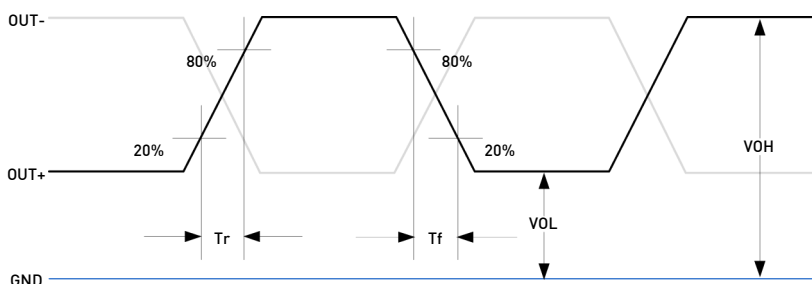 OUT-
80%
80%
20%
20%
VOH
OUT+
VOL
Tr
Tf
GND